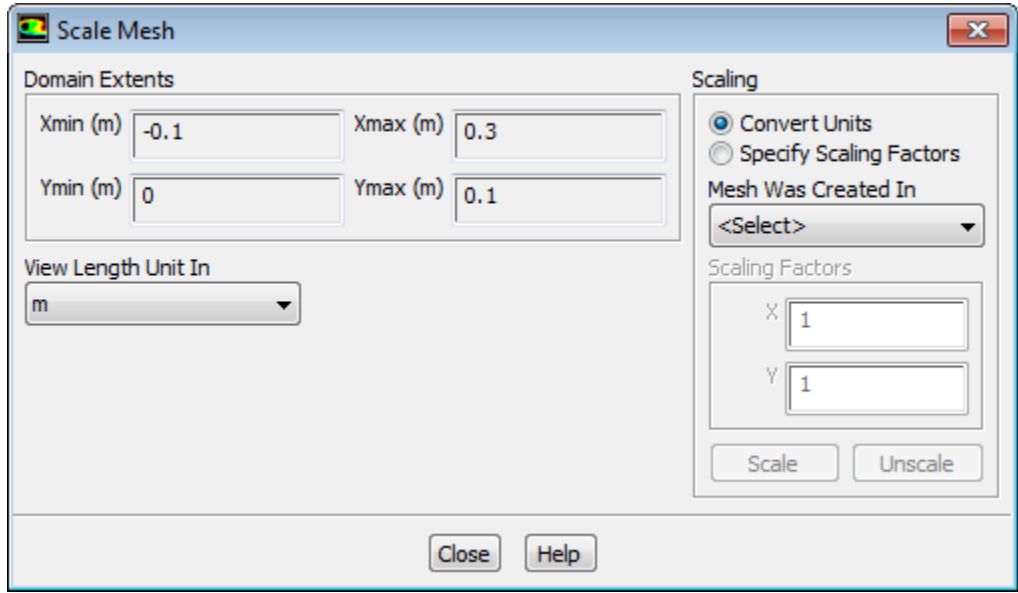 Scale Mesh
Domain Extents
Xmin (m) -0.1 Xmax (m) 0.3
Ymin (m) 0 Ymax (m) 0.1
View Length Unit In
m
Scaling
Convert Units
Specify Scaling Factors
Mesh Was Created In
<Select>
Scaling Factors
X 1
Y 1
Scale Unscale
Close Help